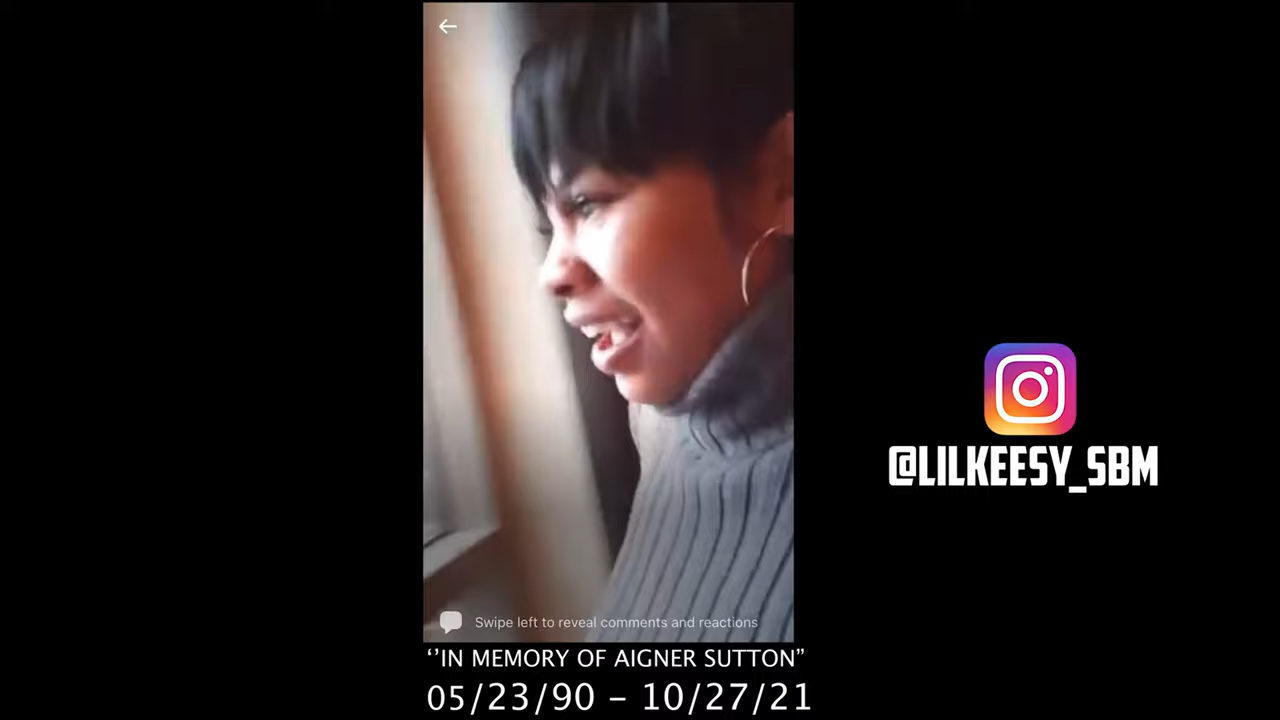 Swipe left to reveal comments and reactions
@LILKEESY_SBM
‘’IN MEMORY OF AIGNER SUTTON”
05/23/90 – 10/27/21